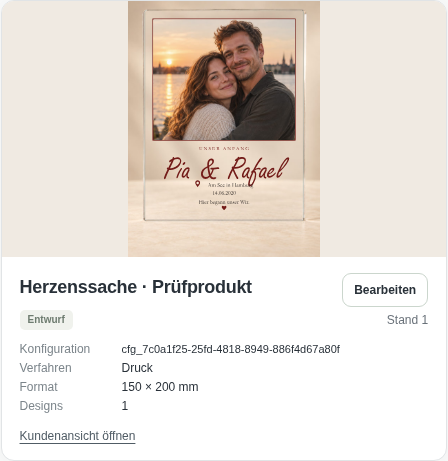 UNSER ANFANG
Pia & Rafael
Am See in Hamburg
14.06.2020
Hier begann unser Wir.
Herzenssache · Prüfprodukt
Bearbeiten
Entwurf
Stand 1
Konfiguration cfg_7c0a1f25-25fd-4818-8949-886f4d67a80f
Verfahren Druck
Format 150 × 200 mm
Designs 1
Kundenansicht öffnen